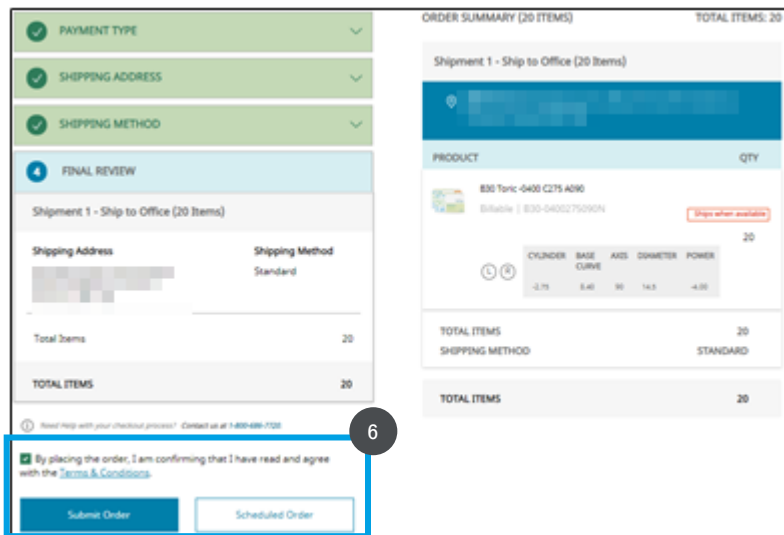 PAYMENT TYPE
SHIPPING ADDRESS
SHIPPING METHOD
4 FINAL REVIEW
Shipment 1 - Ship to Office (20 Items)
Shipping Address Shipping Method
Standard
Total Items 20
TOTAL ITEMS 20
Need Help with your checkout process? Contact us at 1-800-686-7720
6
By placing the order, I am confirming that I have read and agree
with the Terms & Conditions.
Submit Order Scheduled Order
ORDER SUMMARY (20 ITEMS) TOTAL ITEMS: 20
Shipment 1 - Ship to Office (20 Items)
PRODUCT QTY
B30 Toric -0400 C275 A090
Billable | B30-0400275090N
Ships when available
20
L R
CYLINDER BASE CURVE AXIS DIAMETER POWER
-2.75 8.40 90 14.5 -4.00
TOTAL ITEMS 20
SHIPPING METHOD STANDARD
TOTAL ITEMS 20